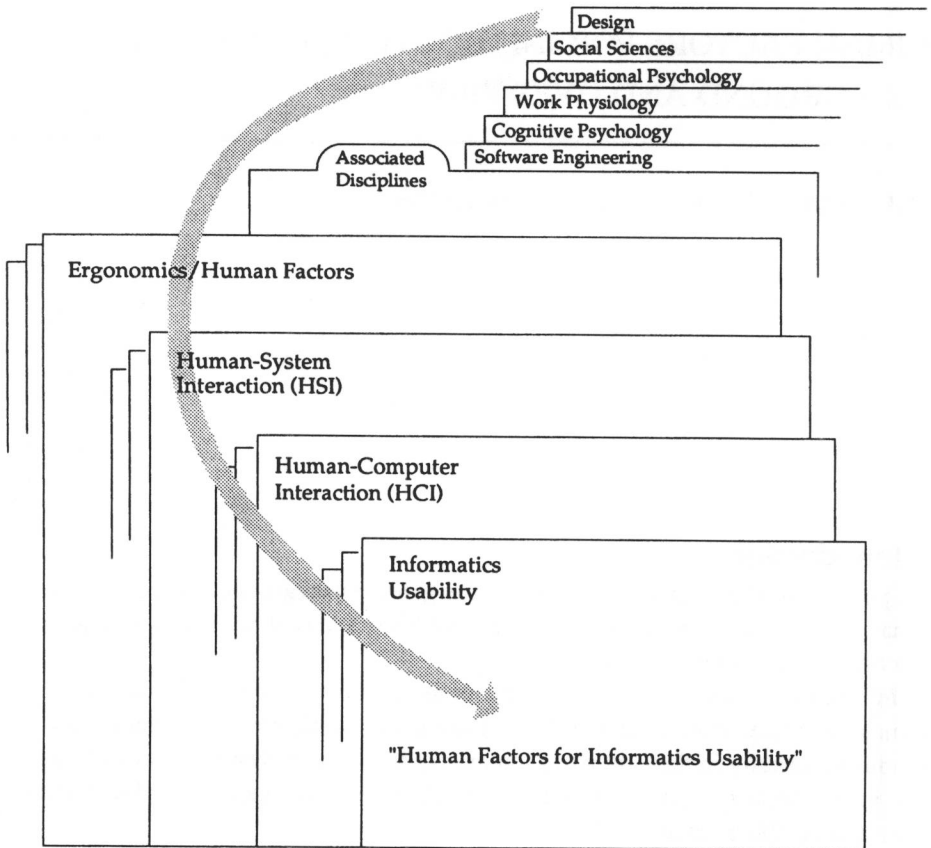 Design
Social Sciences
Occupational Psychology
Work Physiology
Cognitive Psychology
Software Engineering
Associated
Disciplines
Ergonomics/Human Factors
Human-System
Interaction (HSI)
Human-Computer
Interaction (HCI)
Informatics
Usability
"Human Factors for Informatics Usability"